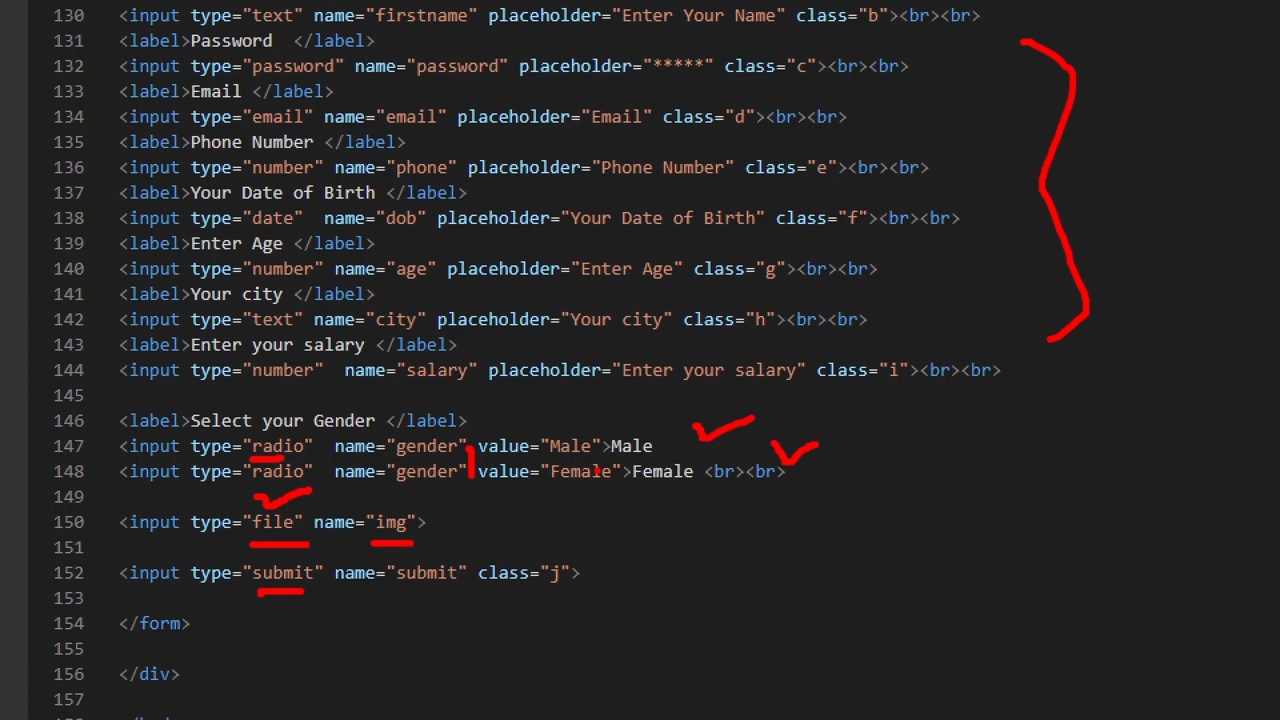 130 <input type="text" name="firstname" placeholder="Enter Your Name" class="b"><br><br>
131 <label>Password  </label>
132 <input type="password" name="password" placeholder="*****" class="c"><br><br>
133 <label>Email </label>
134 <input type="email" name="email" placeholder="Email" class="d"><br><br>
135 <label>Phone Number </label>
136 <input type="number" name="phone" placeholder="Phone Number" class="e"><br><br>
137 <label>Your Date of Birth </label>
138 <input type="date"  name="dob" placeholder="Your Date of Birth" class="f"><br><br>
139 <label>Enter Age </label>
140 <input type="number" name="age" placeholder="Enter Age" class="g"><br><br>
141 <label>Your city </label>
142 <input type="text" name="city" placeholder="Your city" class="h"><br><br>
143 <label>Enter your salary </label>
144 <input type="number"  name="salary" placeholder="Enter your salary" class="i"><br><br>
145
146 <label>Select your Gender </label>
147 <input type="radio"  name="gender" value="Male">Male
148 <input type="radio"  name="gender" value="Female">Female <br><br>
149
150 <input type="file" name="img">
151
152 <input type="submit" name="submit" class="j">
153
154 </form>
155
156 </div>
157